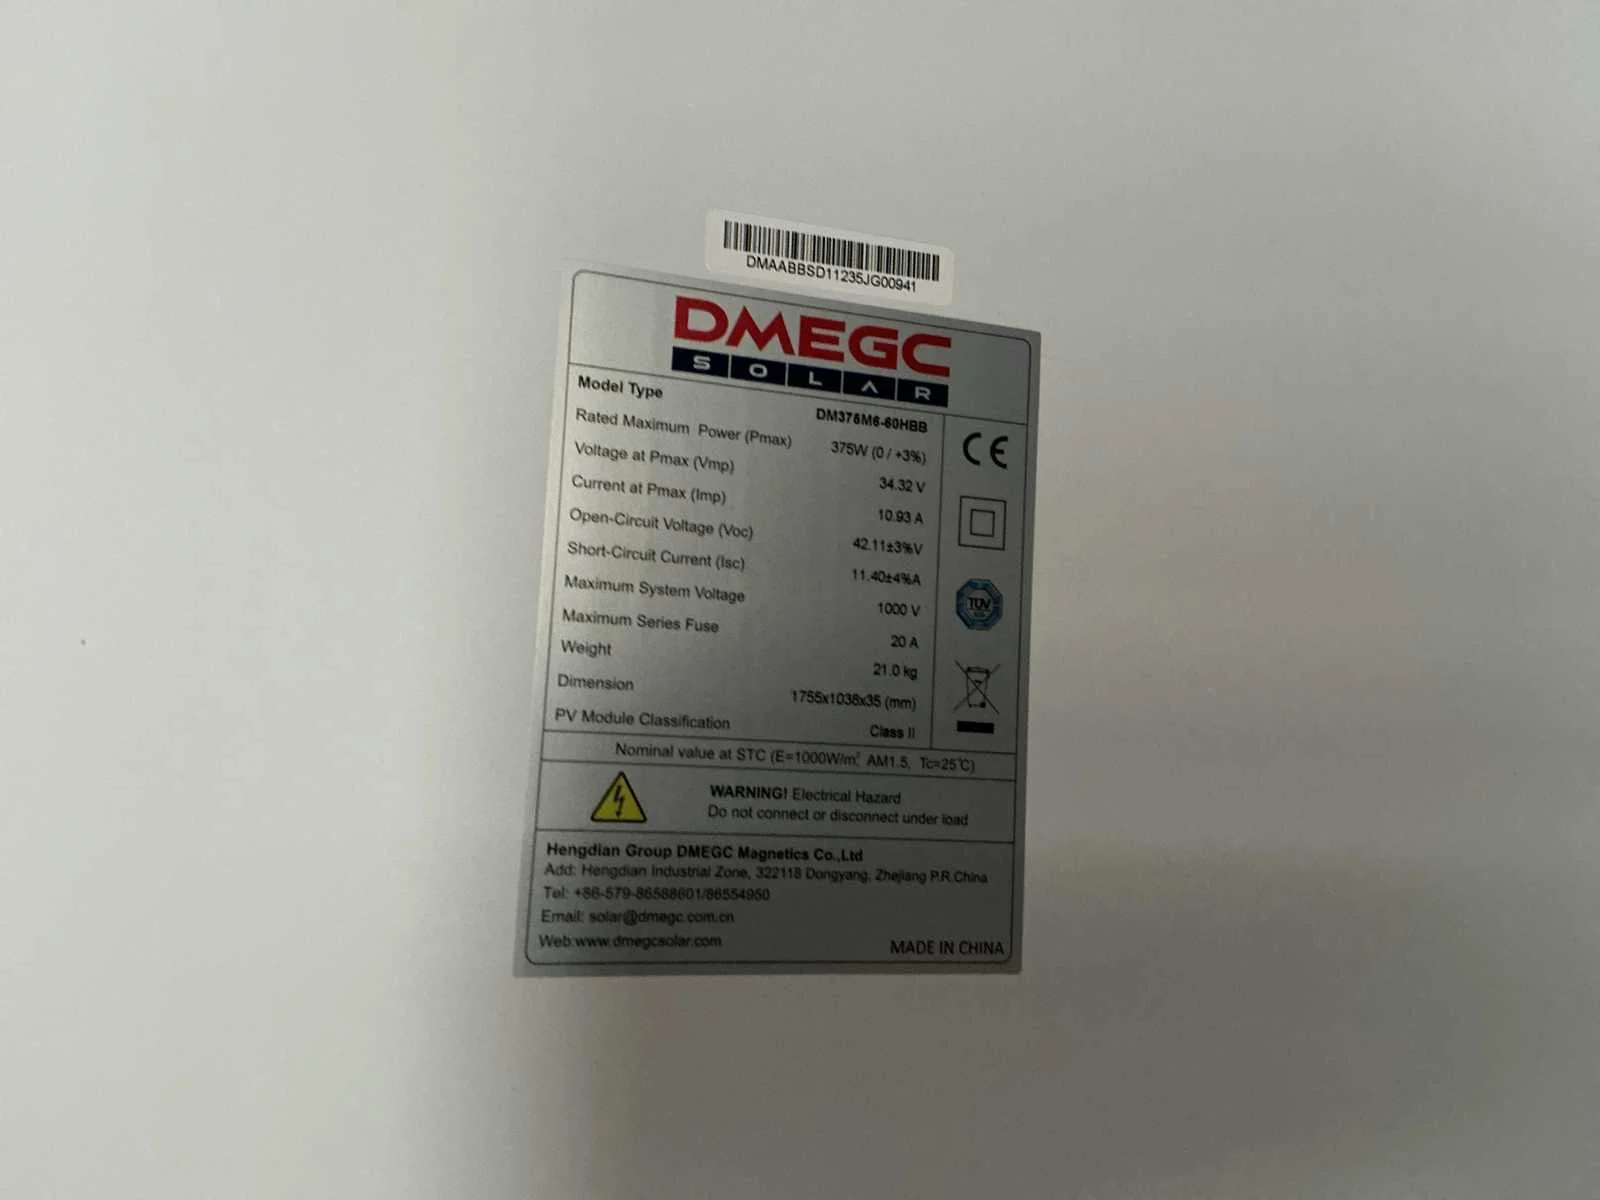 DMAABBSD11235JG00941
DMEGC
SOLAR
Model Type DM375M6-60HBB
Rated Maximum Power (Pmax) 375W (0 / +3%)
Voltage at Pmax (Vmp) 34.32 V
Current at Pmax (Imp) 10.93 A
Open-Circuit Voltage (Voc) 42.11±3%V
Short-Circuit Current (Isc) 11.40±4%A
Maximum System Voltage 1000 V
Maximum Series Fuse 20 A
Weight 21.0 kg
Dimension 1755x1038x35 (mm)
PV Module Classification Class II
CE
TÜV
Nominal value at STC (E=1000W/m², AM1.5, Tc=25℃)
WARNING! Electrical Hazard
Do not connect or disconnect under load
Hengdian Group DMEGC Magnetics Co.,Ltd
Add: Hengdian Industrial Zone, 322118 Dongyang, Zhejiang P.R.China
Tel: +86-579-86588601/86554950
Email: solar@dmegc.com.cn
Web:www.dmegcsolar.com
MADE IN CHINA